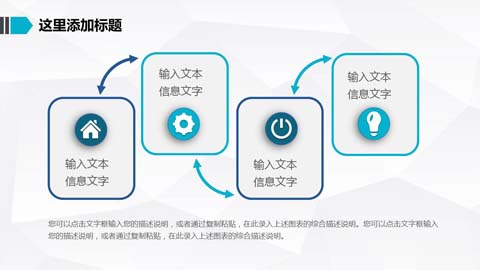 这里添加标题
输入文本
信息文字
输入文本
信息文字
输入文本
信息文字
输入文本
信息文字
您可以点击文字框输入您的描述说明，或者通过复制粘贴，在此录入上述图表的综合描述说明。您可以点击文字框输入
您的描述说明，或者通过复制粘贴，在此录入上述图表的综合描述说明。